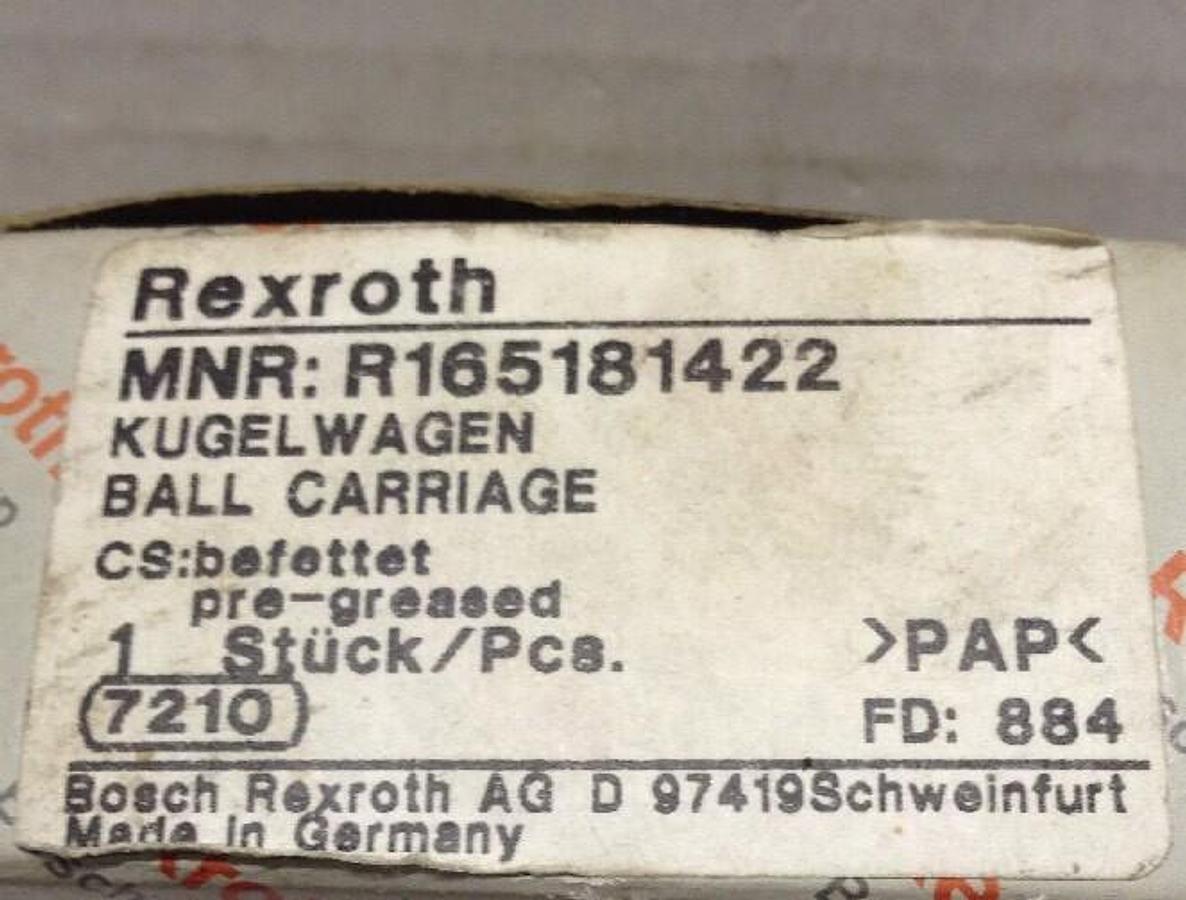 Rexroth
MNR: R165181422
KUGELWAGEN
BALL CARRIAGE
CS:befettet
pre-greased
1 Stück/Pcs.
>PAP<
7210
FD: 884
Bosch Rexroth AG D 97419Schweinfurt
Made in Germany